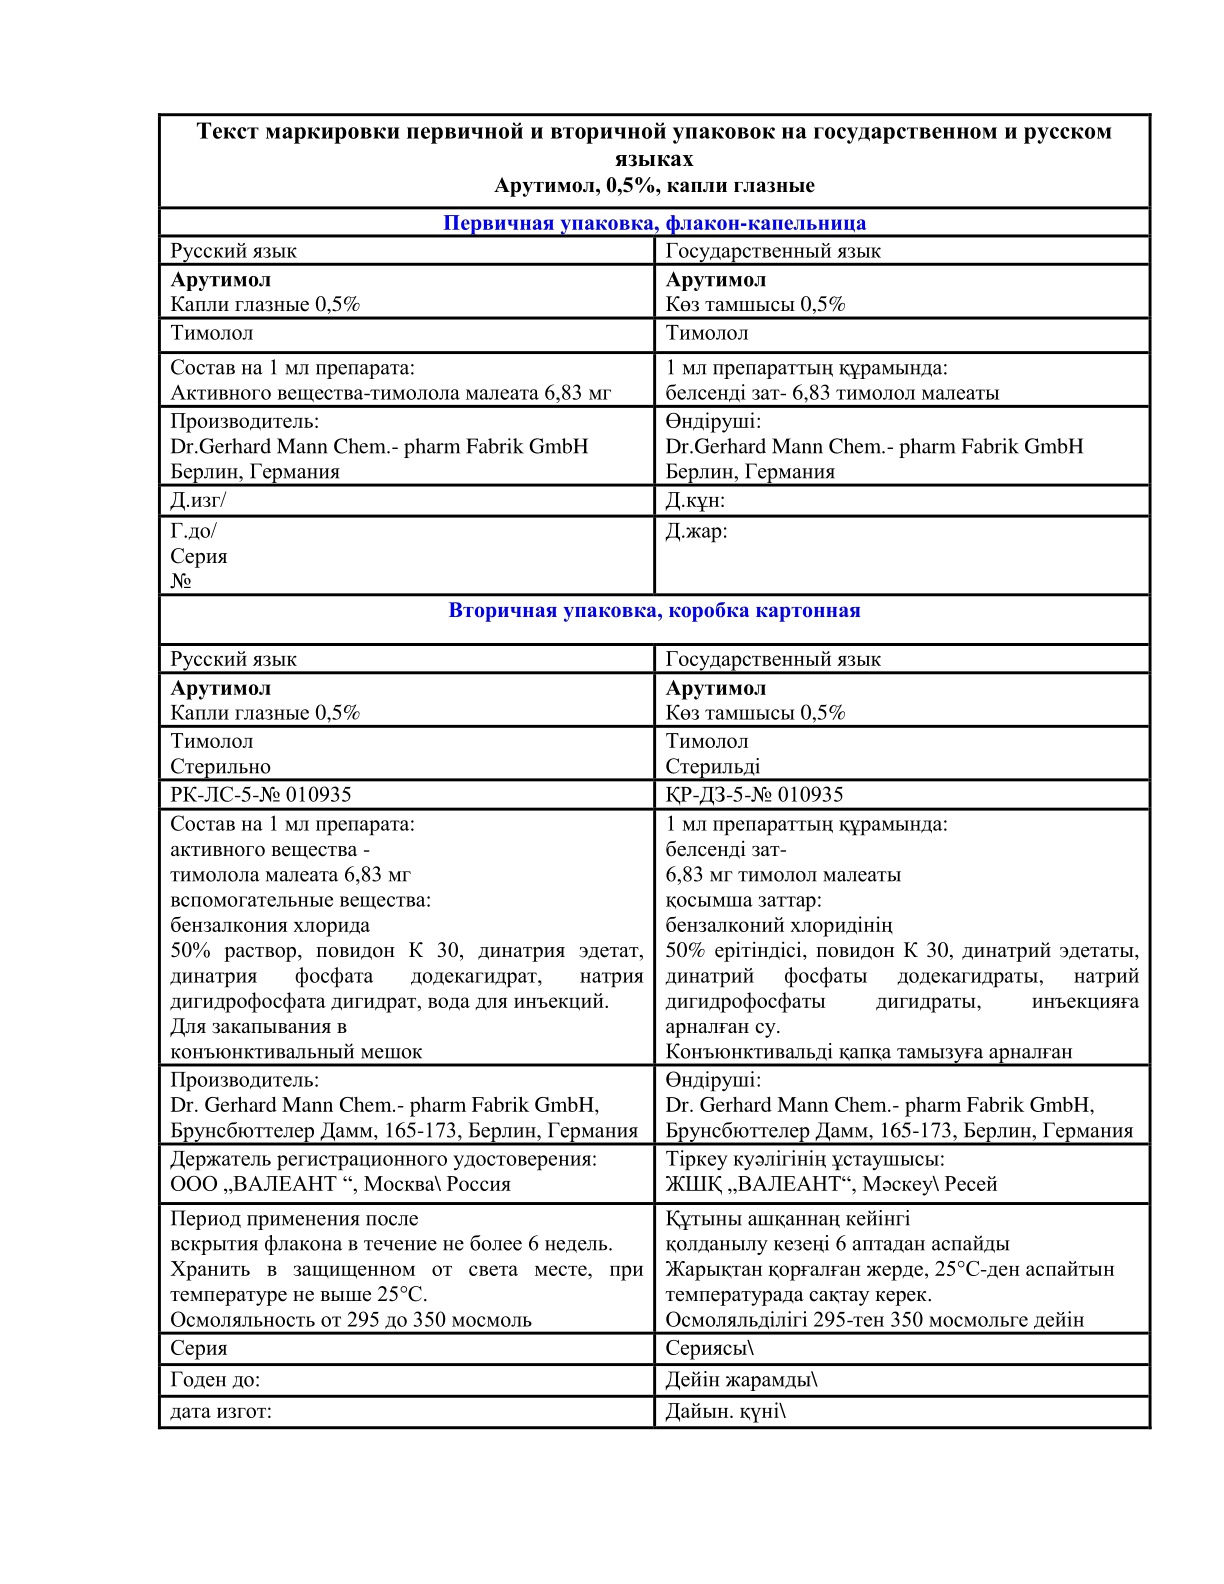 Текст маркировки первичной и вторичной упаковок на государственном и русском
языках
Арутимол, 0,5%, капли глазные
Первичная упаковка, флакон-капельница
Русский язык
Государственный язык
Арутимол
Капли глазные 0,5%
Арутимол
Көз тамшысы 0,5%
Тимолол
Тимолол
Состав на 1 мл препарата:
Активного вещества-тимолола малеата 6,83 мг
1 мл препараттың құрамында:
белсенді зат- 6,83 тимолол малеаты
Производитель:
Dr.Gerhard Mann Chem.- pharm Fabrik GmbH
Берлин, Германия
Өндіруші:
Dr.Gerhard Mann Chem.- pharm Fabrik GmbH
Берлин, Германия
Д.изг/
Д.күн:
Г.до/
Серия
№
Д.жар:
Вторичная упаковка, коробка картонная
Русский язык
Государственный язык
Арутимол
Капли глазные 0,5%
Арутимол
Көз тамшысы 0,5%
Тимолол
Стерильно
Тимолол
Стерильді
РК-ЛС-5-№ 010935
ҚР-ДЗ-5-№ 010935
Состав на 1 мл препарата:
активного вещества -
тимолола малеата 6,83 мг
вспомогательные вещества:
бензалкония хлорида
50% раствор, повидон К 30, динатрия эдетат,
динатрия фосфата додекагидрат, натрия
дигидрофосфата дигидрат, вода для инъекций.
Для закапывания в
конъюнктивальный мешок
1 мл препараттың құрамында:
белсенді зат-
6,83 мг тимолол малеаты
қосымша заттар:
бензалконий хлоридінің
50% ерітіндісі, повидон К 30, динатрий эдетаты,
динатрий фосфаты додекагидраты, натрий
дигидрофосфаты дигидраты, инъекцияға
арналған су.
Конъюнктивальді қапқа тамызуға арналған
Производитель:
Dr. Gerhard Mann Chem.- pharm Fabrik GmbH,
Брунсбюттелер Дамм, 165-173, Берлин, Германия
Өндіруші:
Dr. Gerhard Mann Chem.- pharm Fabrik GmbH,
Брунсбюттелер Дамм, 165-173, Берлин, Германия
Держатель регистрационного удостоверения:
ООО „ВАЛЕАНТ “, Москва\ Россия
Тіркеу куәлігінің ұстаушысы:
ЖШҚ „ВАЛЕАНТ“, Мәскеу\ Ресей
Период применения после
вскрытия флакона в течение не более 6 недель.
Хранить в защищенном от света месте, при
температуре не выше 25°С.
Осмоляльность от 295 до 350 мосмоль
Құтыны ашқаннаң кейінгі
қолданылу кезеңі 6 аптадан аспайды
Жарықтан қорғалған жерде, 25°С-ден аспайтын
температурада сақтау керек.
Осмоляльділігі 295-тен 350 мосмольге дейін
Серия
Сериясы\
Годен до:
Дейін жарамды\
дата изгот:
Дайын. күні\